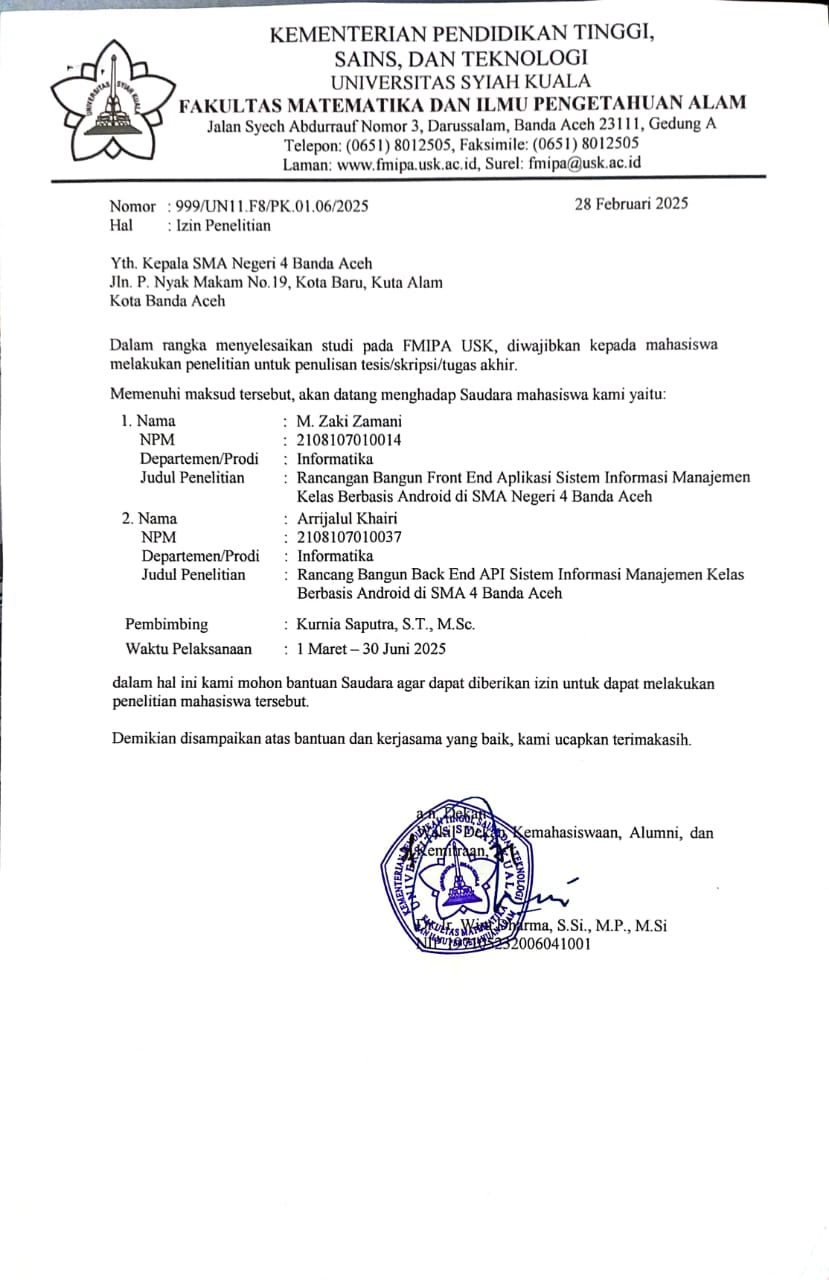 KEMENTERIAN PENDIDIKAN TINGGI,
SAINS, DAN TEKNOLOGI
UNIVERSITAS SYIAH KUALA
FAKULTAS MATEMATIKA DAN ILMU PENGETAHUAN ALAM
Jalan Syech Abdurrauf Nomor 3, Darussalam, Banda Aceh 23111, Gedung A
Telepon: (0651) 8012505, Faksimile: (0651) 8012505
Laman: www.fmipa.usk.ac.id, Surel: fmipa@usk.ac.id
UNIVERSITAS SYIAH KUALA
Nomor : 999/UN11.F8/PK.01.06/2025 28 Februari 2025
Hal : Izin Penelitian
Yth. Kepala SMA Negeri 4 Banda Aceh
Jln. P. Nyak Makam No.19, Kota Baru, Kuta Alam
Kota Banda Aceh
Dalam rangka menyelesaikan studi pada FMIPA USK, diwajibkan kepada mahasiswa
melakukan penelitian untuk penulisan tesis/skripsi/tugas akhir.
Memenuhi maksud tersebut, akan datang menghadap Saudara mahasiswa kami yaitu:
1. Nama : M. Zaki Zamani
NPM : 2108107010014
Departemen/Prodi : Informatika
Judul Penelitian : Rancangan Bangun Front End Aplikasi Sistem Informasi Manajemen
Kelas Berbasis Android di SMA Negeri 4 Banda Aceh
2. Nama : Arrijalul Khairi
NPM : 2108107010037
Departemen/Prodi : Informatika
Judul Penelitian : Rancang Bangun Back End API Sistem Informasi Manajemen Kelas
Berbasis Android di SMA 4 Banda Aceh
Pembimbing : Kurnia Saputra, S.T., M.Sc.
Waktu Pelaksanaan : 1 Maret – 30 Juni 2025
dalam hal ini kami mohon bantuan Saudara agar dapat diberikan izin untuk dapat melakukan
penelitian mahasiswa tersebut.
Demikian disampaikan atas bantuan dan kerjasama yang baik, kami ucapkan terimakasih.
a.n. Dekan
Wakil Dekan Kemahasiswaan, Alumni, dan
Kemitraan,
KEMENTERIAN PENDIDIKAN TINGGI, SAINS, DAN TEKNOLOGI
UNIVERSITAS SYIAH KUALA
FAKULTAS MATEMATIKA
DAN ILMU PENGETAHUAN ALAM
Dharma, S.Si., M.P., M.Si
NIP